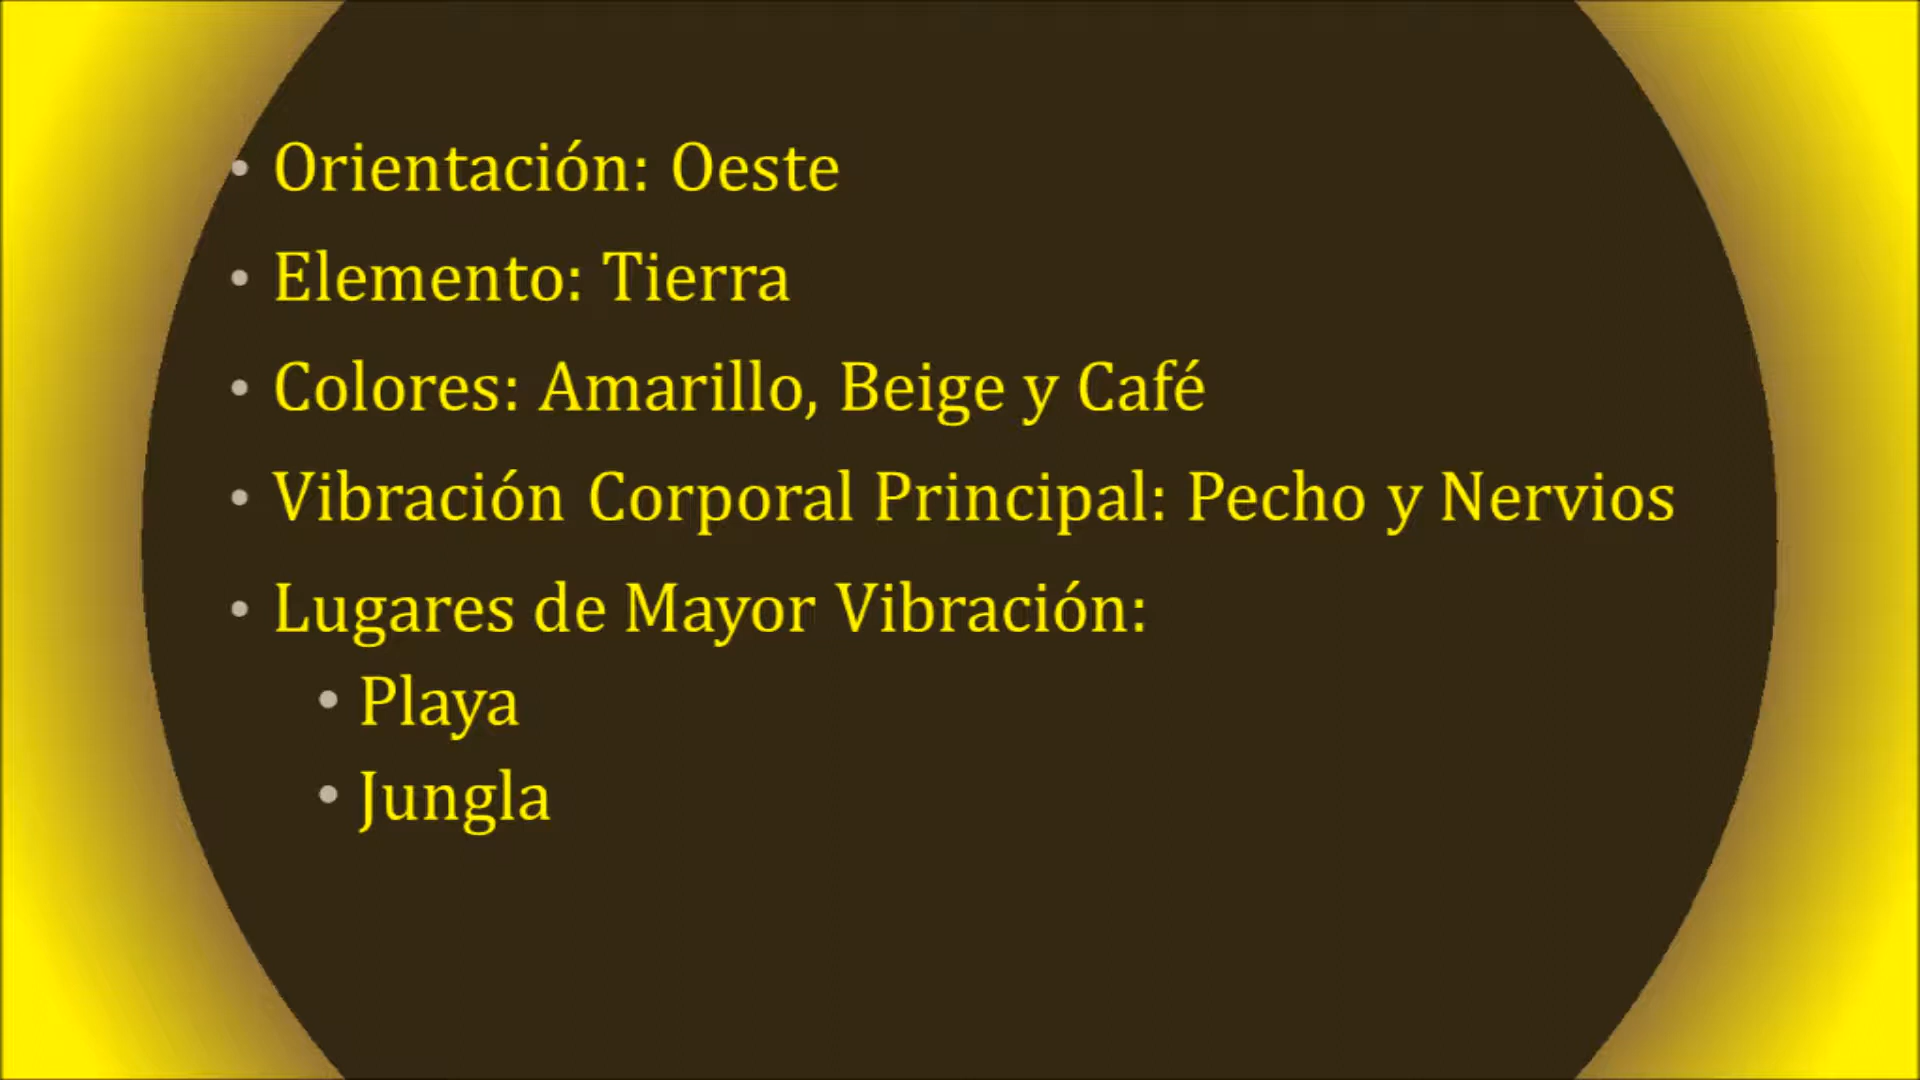 • Orientación: Oeste
• Elemento: Tierra
• Colores: Amarillo, Beige y Café
• Vibración Corporal Principal: Pecho y Nervios
• Lugares de Mayor Vibración:
• Playa
• Jungla